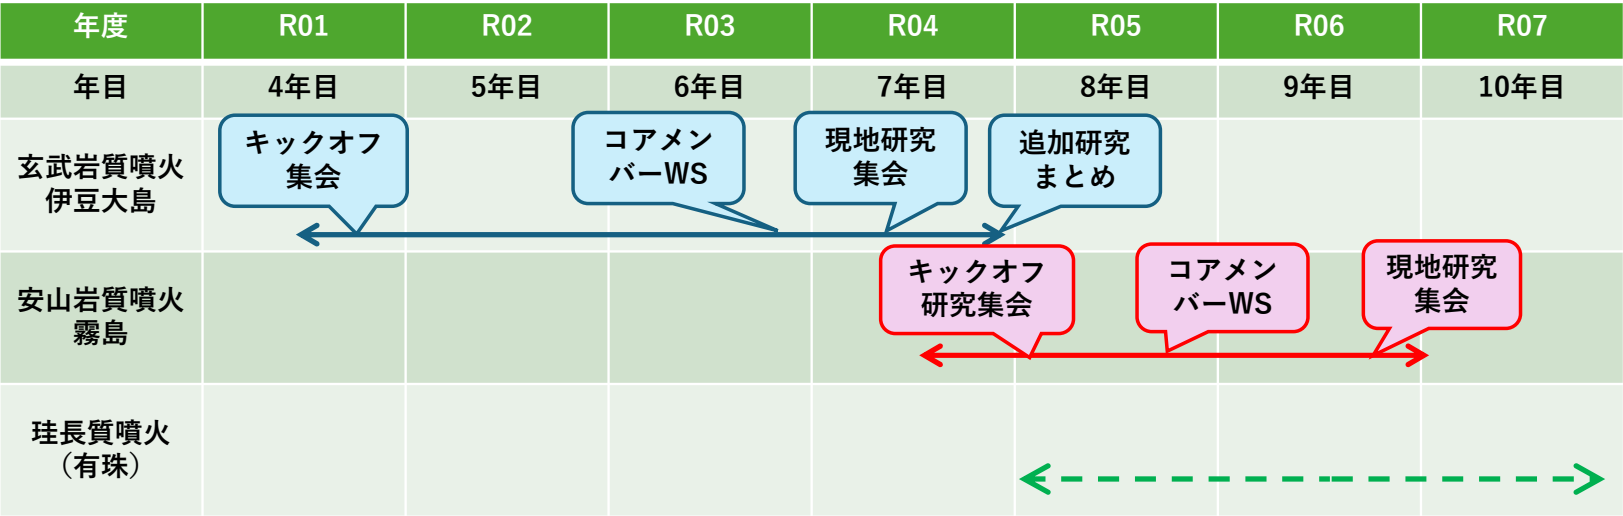 年度 R01 R02 R03 R04 R05 R06 R07
年目 4年目 5年目 6年目 7年目 8年目 9年目 10年目
玄武岩質噴火
伊豆大島
キックオフ
集会
コアメン
バーWS
現地研究
集会
追加研究
まとめ
安山岩質噴火
霧島
キックオフ
研究集会
コアメン
バーWS
現地研究
集会
珪長質噴火
（有珠）